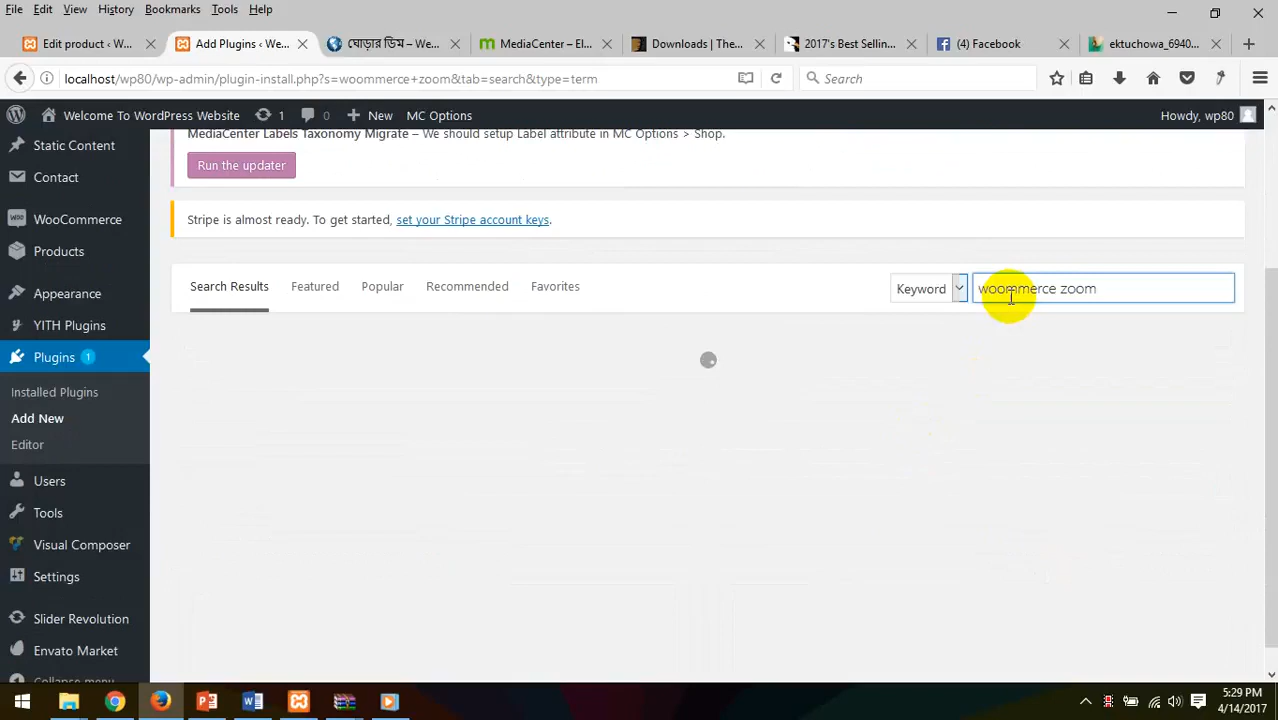 File Edit View History Bookmarks Tools Help
Edit product ‹ W...
Add Plugins ‹ We...
ঘোড়ার ডিম – We...
MediaCenter – El...
Downloads | The...
2017's Best Sellin...
(4) Facebook
ektuchowa_6940...
localhost/wp80/wp-admin/plugin-install.php?s=woommerce+zoom&tab=search&type=term
Search
Welcome To WordPress Website
1
0
New
MC Options
Howdy, wp80
Static Content
Contact
WooCommerce
Products
Appearance
YITH Plugins
Plugins 1
Installed Plugins
Add New
Editor
Users
Tools
Visual Composer
Settings
Slider Revolution
Envato Market
Collapse menu
MediaCenter Labels Taxonomy Migrate – We should setup Label attribute in MC Options > Shop.
Run the updater
Stripe is almost ready. To get started, set your Stripe account keys.
Search Results Featured Popular Recommended Favorites
Keyword
woommerce zoom
5:29 PM
4/14/2017